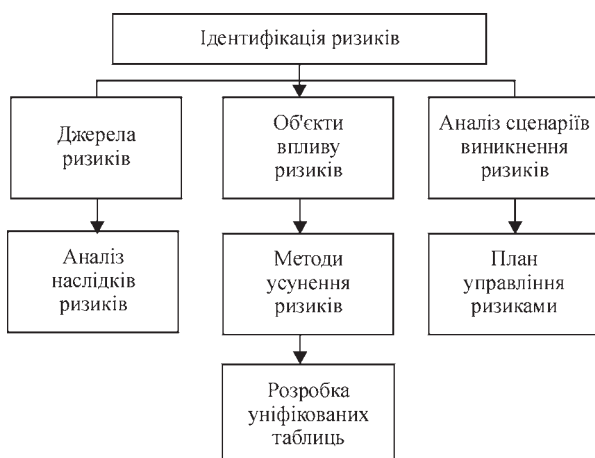 Ідентифікація ризиків
Джерела
ризиків
Об'єкти
впливу
ризиків
Аналіз сценаріїв
виникнення
ризиків
Аналіз
наслідків
ризиків
Методи
усунення
ризиків
План
управління
ризиками
Розробка
уніфікованих
таблиць